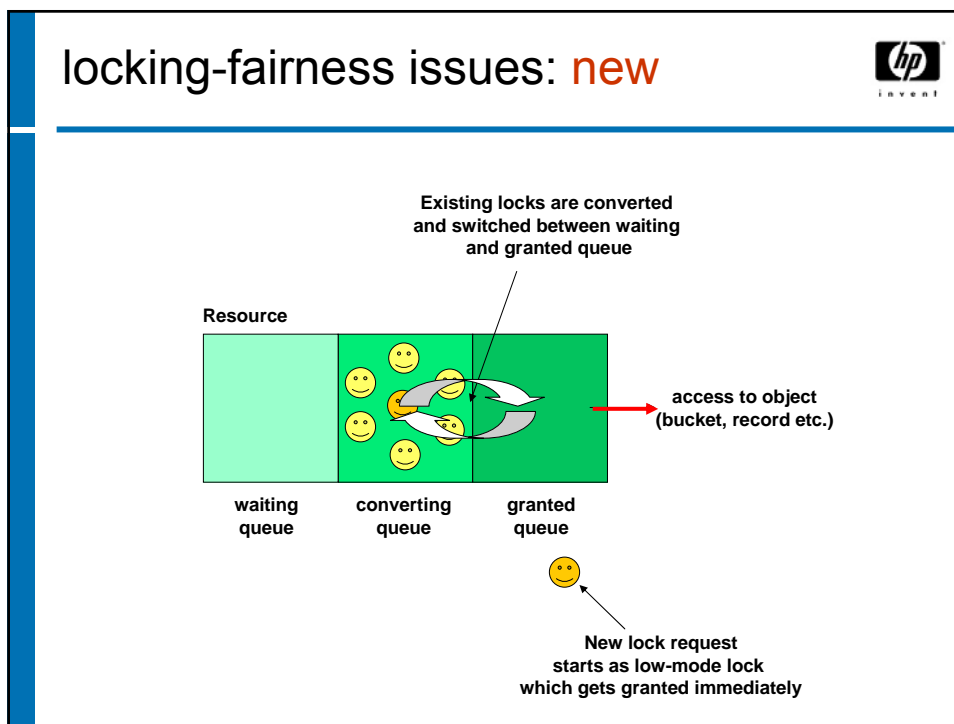 locking-fairness issues: new
hp
invent
Existing locks are converted
and switched between waiting
and granted queue
Resource
access to object
(bucket, record etc.)
waiting
queue
converting
queue
granted
queue
New lock request
starts as low-mode lock
which gets granted immediately